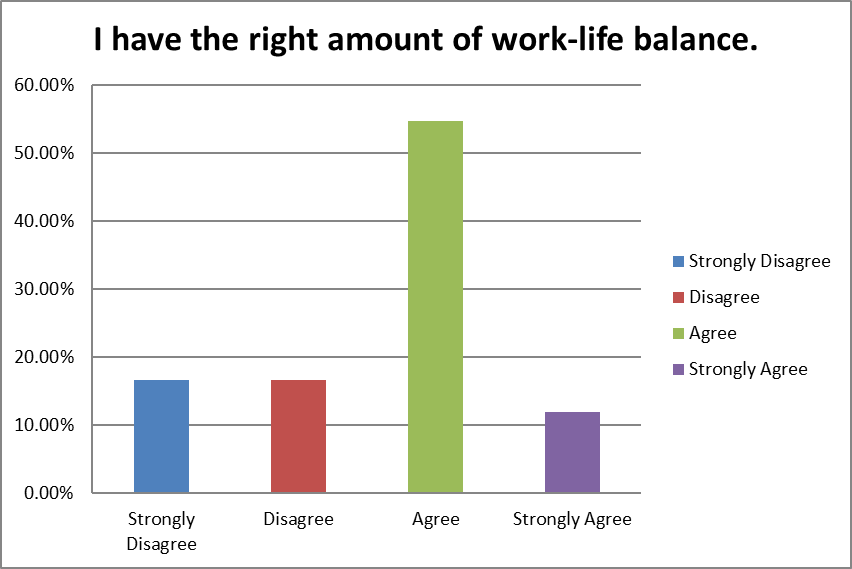 I have the right amount of work-life balance.
60.00%
50.00%
40.00%
30.00%
20.00%
10.00%
0.00%
Strongly
Disagree
Disagree
Agree
Strongly Agree
Strongly Disagree
Disagree
Agree
Strongly Agree